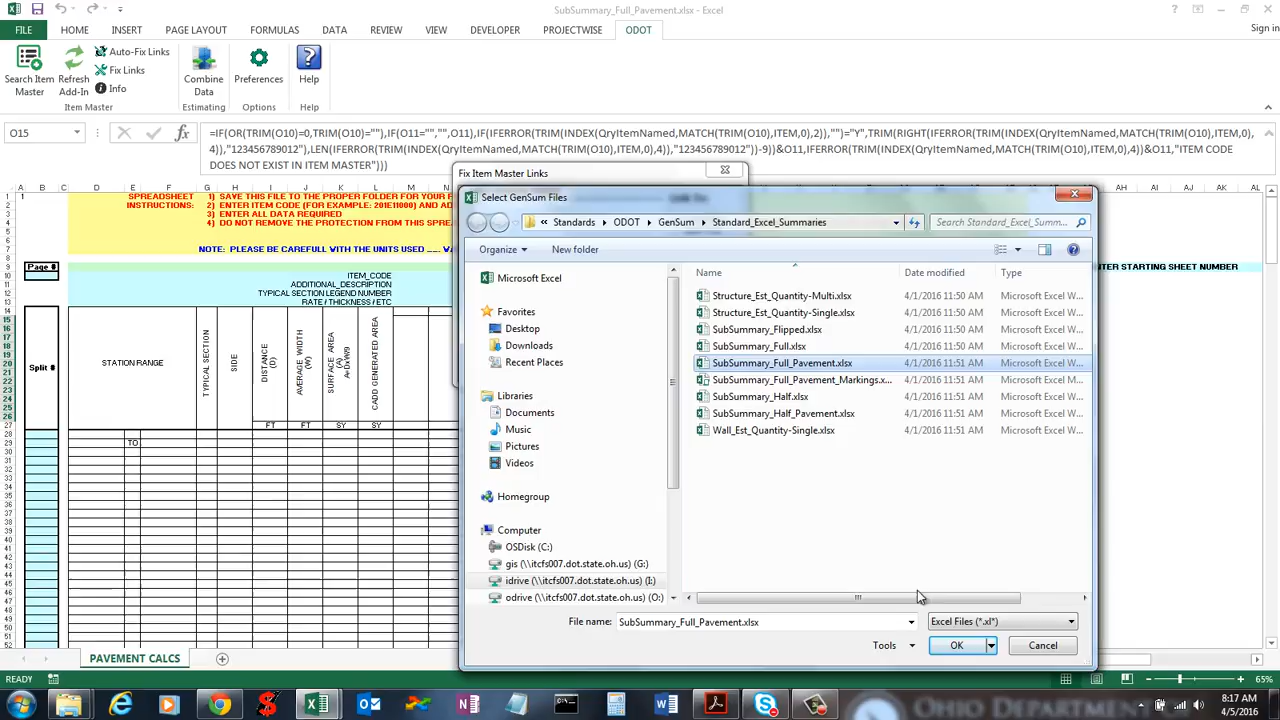 SubSummary_Full_Pavement.xlsx - Excel
FILE HOME INSERT PAGE LAYOUT FORMULAS DATA REVIEW VIEW DEVELOPER PROJECTWISE ODOT Sign in
Search Item Master
Refresh Add-In
Auto-Fix Links
Fix Links
Info
Item Master
Combine Data
Estimating
Preferences
Options
Help
Help
O15
=IF(OR(TRIM(O10)=0,TRIM(O10)=""),IF(O11="","",O11),IF(IFERROR(TRIM(INDEX(QryItemNamed,MATCH(TRIM(O10),ITEM,0),2)),"")="Y",TRIM(RIGHT(IFERROR(TRIM(INDEX(QryItemNamed,MATCH(TRIM(O10),ITEM,0),
4)),"123456789012"),LEN(IFERROR(TRIM(INDEX(QryItemNamed,MATCH(TRIM(O10),ITEM,0),4)),"123456789012"))-9))&O11,IFERROR(TRIM(INDEX(QryItemNamed,MATCH(TRIM(O10),ITEM,0),4))&O11,"ITEM CODE
DOES NOT EXIST IN ITEM MASTER")))
A B C D E F G H I J K L M N AH AI AJ AK AL
SPREADSHEET INSTRUCTIONS:
1) SAVE THIS FILE TO THE PROPER FOLDER FOR YOUR
2) ENTER ITEM CODE (FOR EXAMPLE: 201E11000) AND AD
3) ENTER ALL DATA REQUIRED
4) DO NOT REMOVE THE PROTECTION FROM THIS SPREA
NOTE: PLEASE BE CAREFULL WITH THE UNITS USED
Page #
ITEM_CODE
ADDITIONAL_DESCRIPTION
TYPICAL SECTION LEGEND NUMBER
RATE / THICKNESS / ETC
NTER STARTING SHEET NUMBER
Split #
STATION RANGE
TYPICAL SECTION
SIDE
DISTANCE (D)
AVERAGE WIDTH (W)
SURFACE AREA (A) A=DxW/9
CADD GENERATED AREA
FT FT SY SY
TO
Fix Item Master Links
Select GenSum Files
Standards ODOT GenSum Standard_Excel_Summaries
Search Standard_Excel_Summa...
Organize New folder
Microsoft Excel
Favorites
Desktop
Downloads
Recent Places
Libraries
Documents
Music
Pictures
Videos
Homegroup
Computer
OSDisk (C:)
gis (\\itcfs007.dot.state.oh.us) (G:)
idrive (\\itcfs007.dot.state.oh.us) (I:)
odrive (\\itcfs007.dot.state.oh.us) (O:)
Name Date modified Type
Structure_Est_Quantity-Multi.xlsx 4/1/2016 11:50 AM Microsoft Excel W...
Structure_Est_Quantity-Single.xlsx 4/1/2016 11:50 AM Microsoft Excel W...
SubSummary_Flipped.xlsx 4/1/2016 11:50 AM Microsoft Excel W...
SubSummary_Full.xlsx 4/1/2016 11:50 AM Microsoft Excel W...
SubSummary_Full_Pavement.xlsx 4/1/2016 11:51 AM Microsoft Excel W...
SubSummary_Full_Pavement_Markings.x... 4/1/2016 11:51 AM Microsoft Excel M...
SubSummary_Half.xlsx 4/1/2016 11:51 AM Microsoft Excel W...
SubSummary_Half_Pavement.xlsx 4/1/2016 11:51 AM Microsoft Excel W...
Wall_Est_Quantity-Single.xlsx 4/1/2016 11:51 AM Microsoft Excel W...
File name: SubSummary_Full_Pavement.xlsx Excel Files (*.xl*)
Tools OK Cancel
PAVEMENT CALCS
READY 65%
8:17 AM
4/5/2016